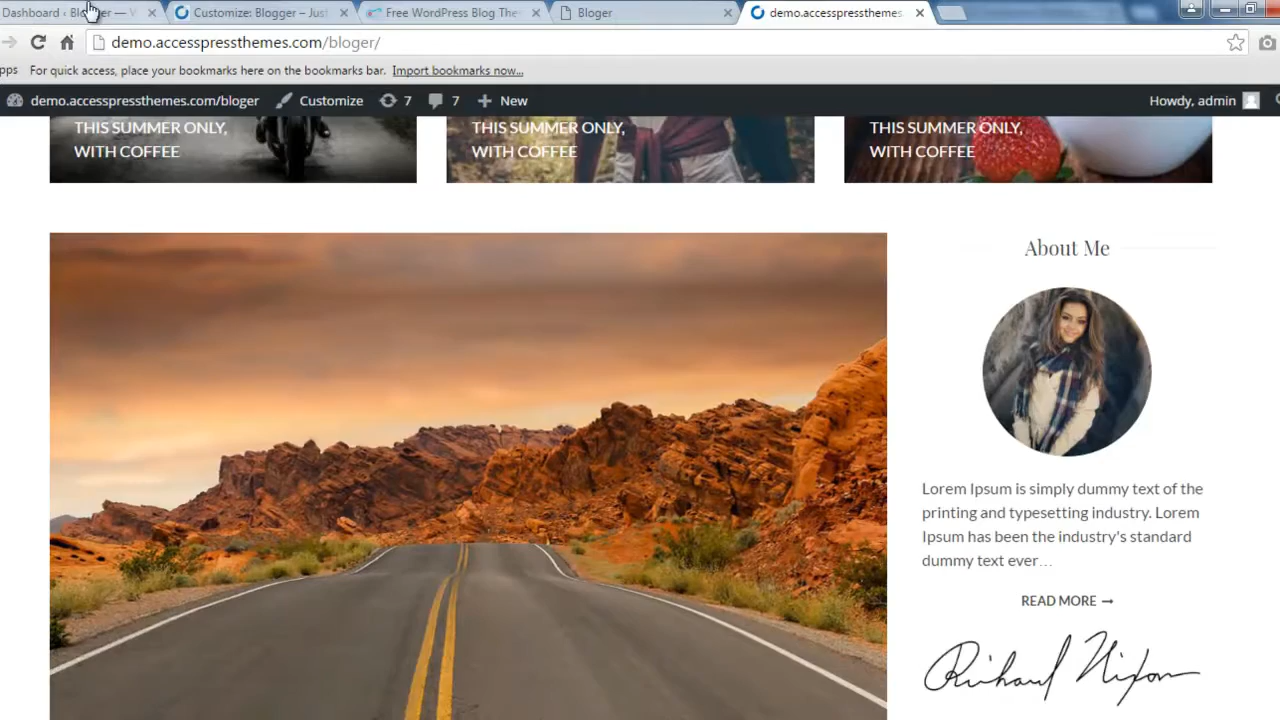 Dashboard ‹ Blogger — W
Customize: Blogger – Just
Free WordPress Blog The
Bloger
demo.accesspressthemes
demo.accesspressthemes.com/bloger/
pps
For quick access, place your bookmarks here on the bookmarks bar. Import bookmarks now...
demo.accesspressthemes.com/bloger
Customize
7
7
New
Howdy, admin
THIS SUMMER ONLY,
WITH COFFEE
THIS SUMMER ONLY,
WITH COFFEE
THIS SUMMER ONLY,
WITH COFFEE
About Me
Lorem Ipsum is simply dummy text of the
printing and typesetting industry. Lorem
Ipsum has been the industry's standard
dummy text ever…
READ MORE →
Richard Nixon